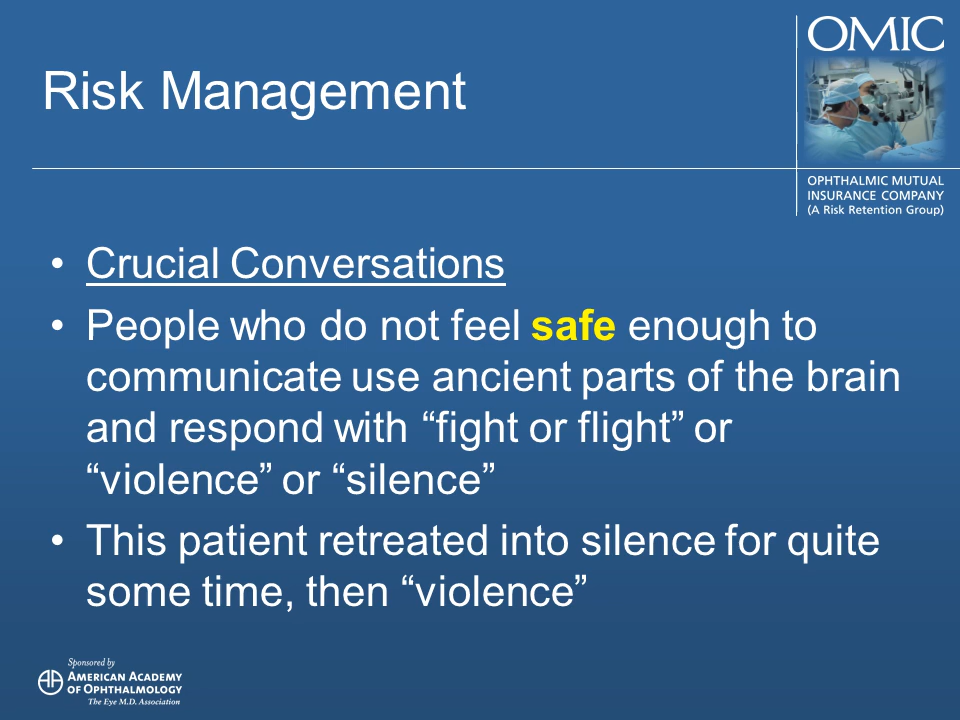 OMIC
Risk Management
OPHTHALMIC MUTUAL
INSURANCE COMPANY
(A Risk Retention Group)
• Crucial Conversations
• People who do not feel safe enough to
communicate use ancient parts of the brain
and respond with “fight or flight” or
“violence” or “silence”
• This patient retreated into silence for quite
some time, then “violence”
Sponsored by
AMERICAN ACADEMY
OF OPHTHALMOLOGY
The Eye M.D. Association